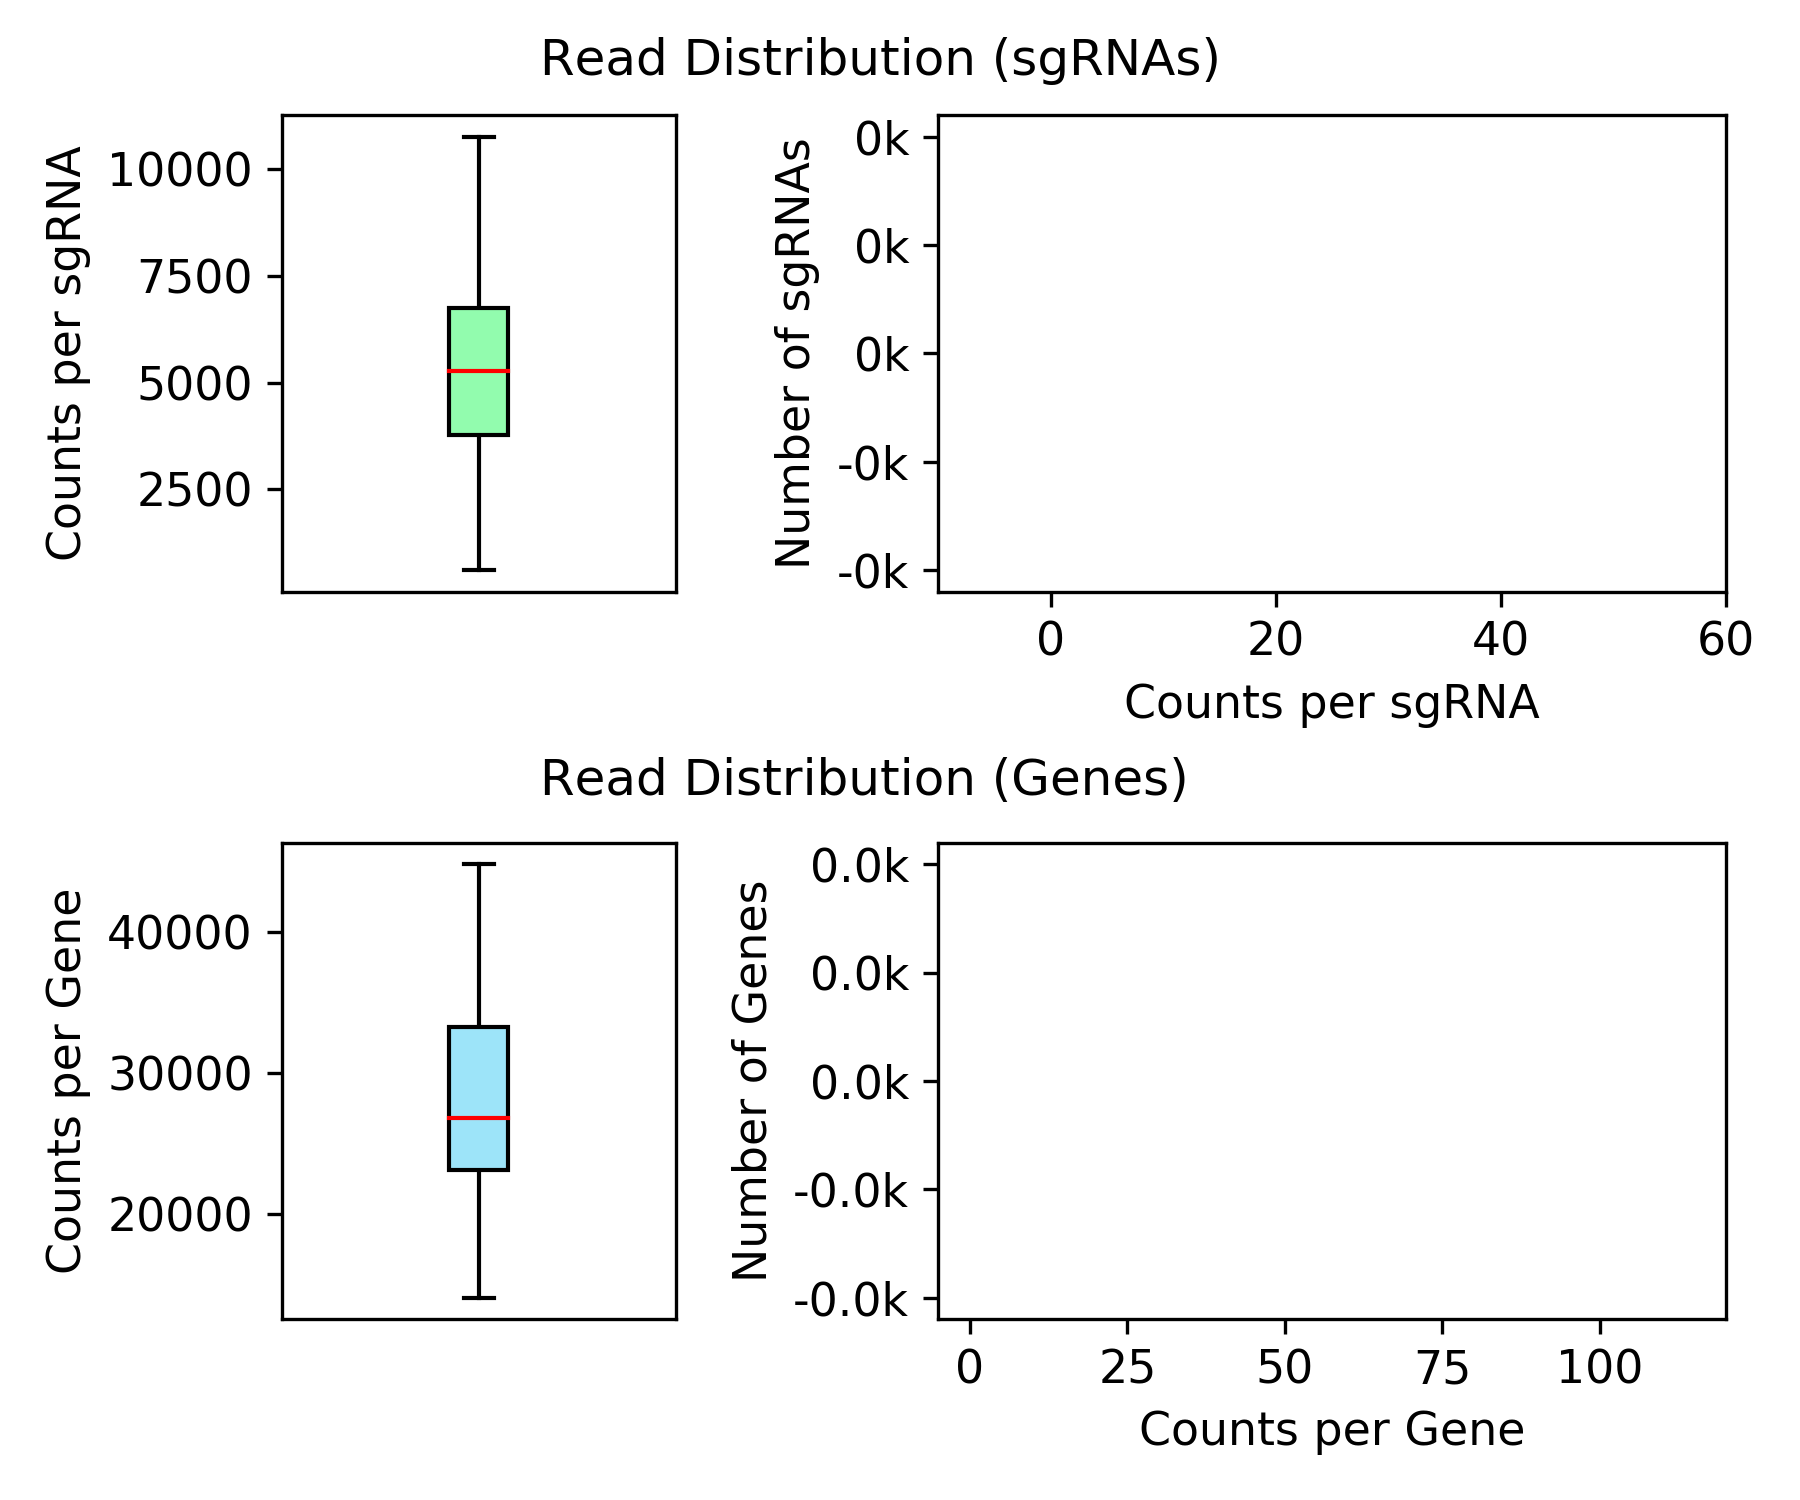 Read Distribution (sgRNAs)
Counts per sgRNA
10000
7500
5000
2500
Number of sgRNAs
0k
0k
0k
-0k
-0k
0
20
40
60
Counts per sgRNA
Read Distribution (Genes)
Counts per Gene
40000
30000
20000
Number of Genes
0.0k
0.0k
0.0k
-0.0k
-0.0k
0
25
50
75
100
Counts per Gene